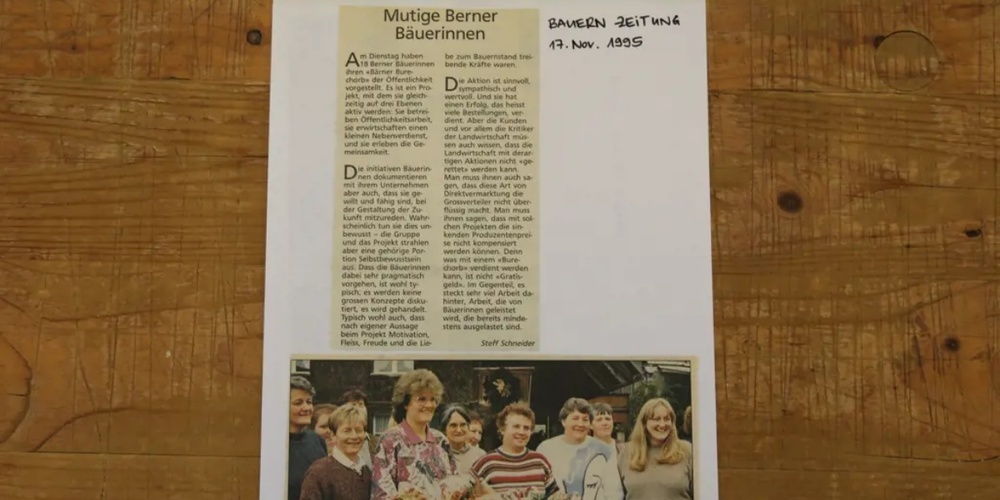 Mutige Berner
Bäuerinnen
Am Dienstag haben
18 Berner Bäuerinnen
ihren «Bärner Bure-
chorb» der Öffentlichkeit
vorgestellt. Es ist ein Pro-
jekt, mit dem sie gleich-
zeitig auf drei Ebenen
aktiv werden: Sie betrei-
ben Öffentlichkeitsarbeit,
sie erwirtschaften einen
kleinen Nebenverdienst,
und sie erleben die Ge-
meinsamkeit.
Die initiativen Bäuerin-
nen dokumentieren
mit ihrem Unternehmen
aber auch, dass sie ge-
willt und fähig sind, bei
der Gestaltung der Zu-
kunft mitzureden. Wahr-
scheinlich tun sie dies un-
bewusst – die Gruppe
und das Projekt strahlen
aber eine gehörige Por-
tion Selbstbewusstsein
aus. Dass die Bäuerinnen
dabei sehr pragmatisch
vorgehen, ist wohl ty-
pisch; es werden keine
grossen Konzepte disku-
tiert, es wird gehandelt.
Typisch wohl auch, dass
nach eigener Aussage
beim Projekt Motivation,
Fleiss, Freude und die Lie-
be zum Bauernstand trei-
bende Kräfte waren.
Die Aktion ist sinnvoll,
sympathisch und
wertvoll. Und sie hat
einen Erfolg, das heisst
viele Bestellungen, ver-
dient. Aber die Kunden
und vor allem die Kritiker
der Landwirtschaft müs-
sen auch wissen, dass die
Landwirtschaft mit derar-
tigen Aktionen nicht «ge-
rettet» werden kann.
Man muss ihnen auch sa-
gen, dass diese Art von
Direktvermarktung die
Grossverteiler nicht über-
flüssig macht. Man muss
ihnen sagen, dass mit sol-
chen Projekten die sin-
kenden Produzentenprei-
se nicht kompensiert
werden können. Denn
was mit einem «Bure-
chorb» verdient werden
kann, ist nicht «Gratis-
geld». Im Gegenteil, es
steckt sehr viel Arbeit da-
hinter, Arbeit, die von
Bäuerinnen geleistet
wird, die bereits minde-
stens ausgelastet sind.
Steff Schneider
BAUERN ZEITUNG
17. Nov. 1995